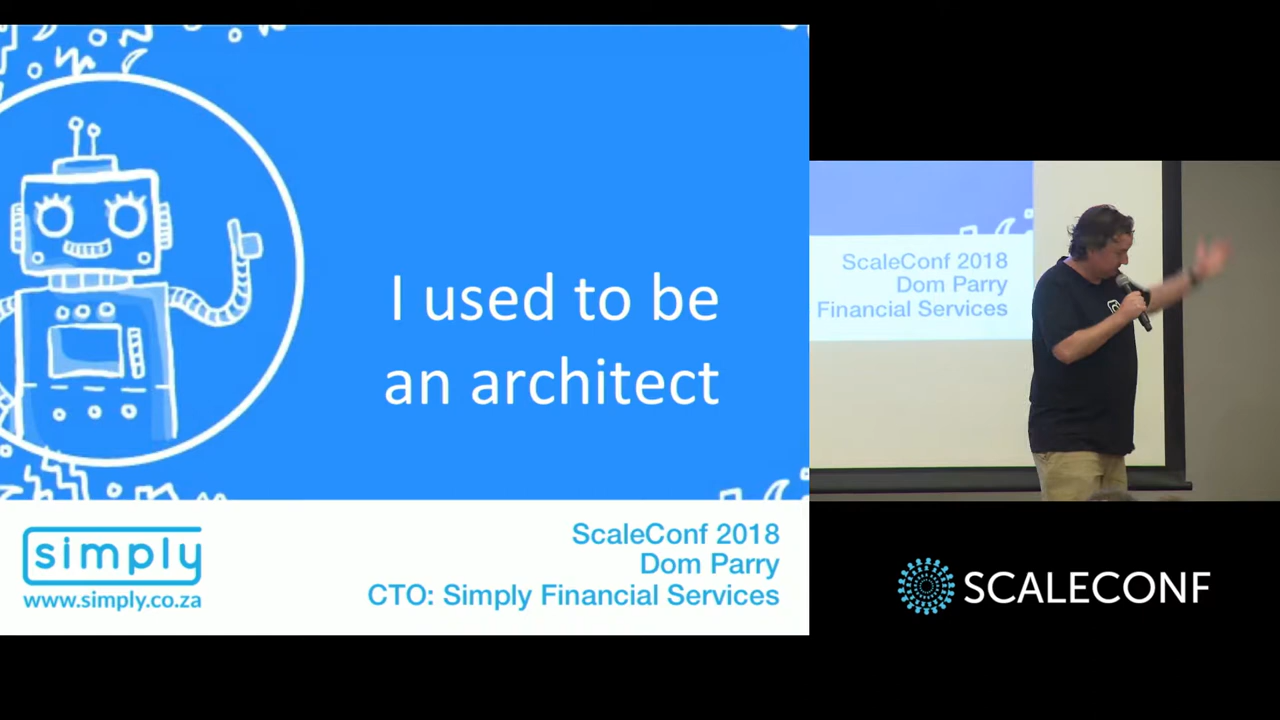 I used to be
an architect
simply
www.simply.co.za
ScaleConf 2018
Dom Parry
CTO: Simply Financial Services
ScaleConf 2018
Dom Parry
Financial Services
SCALECONF